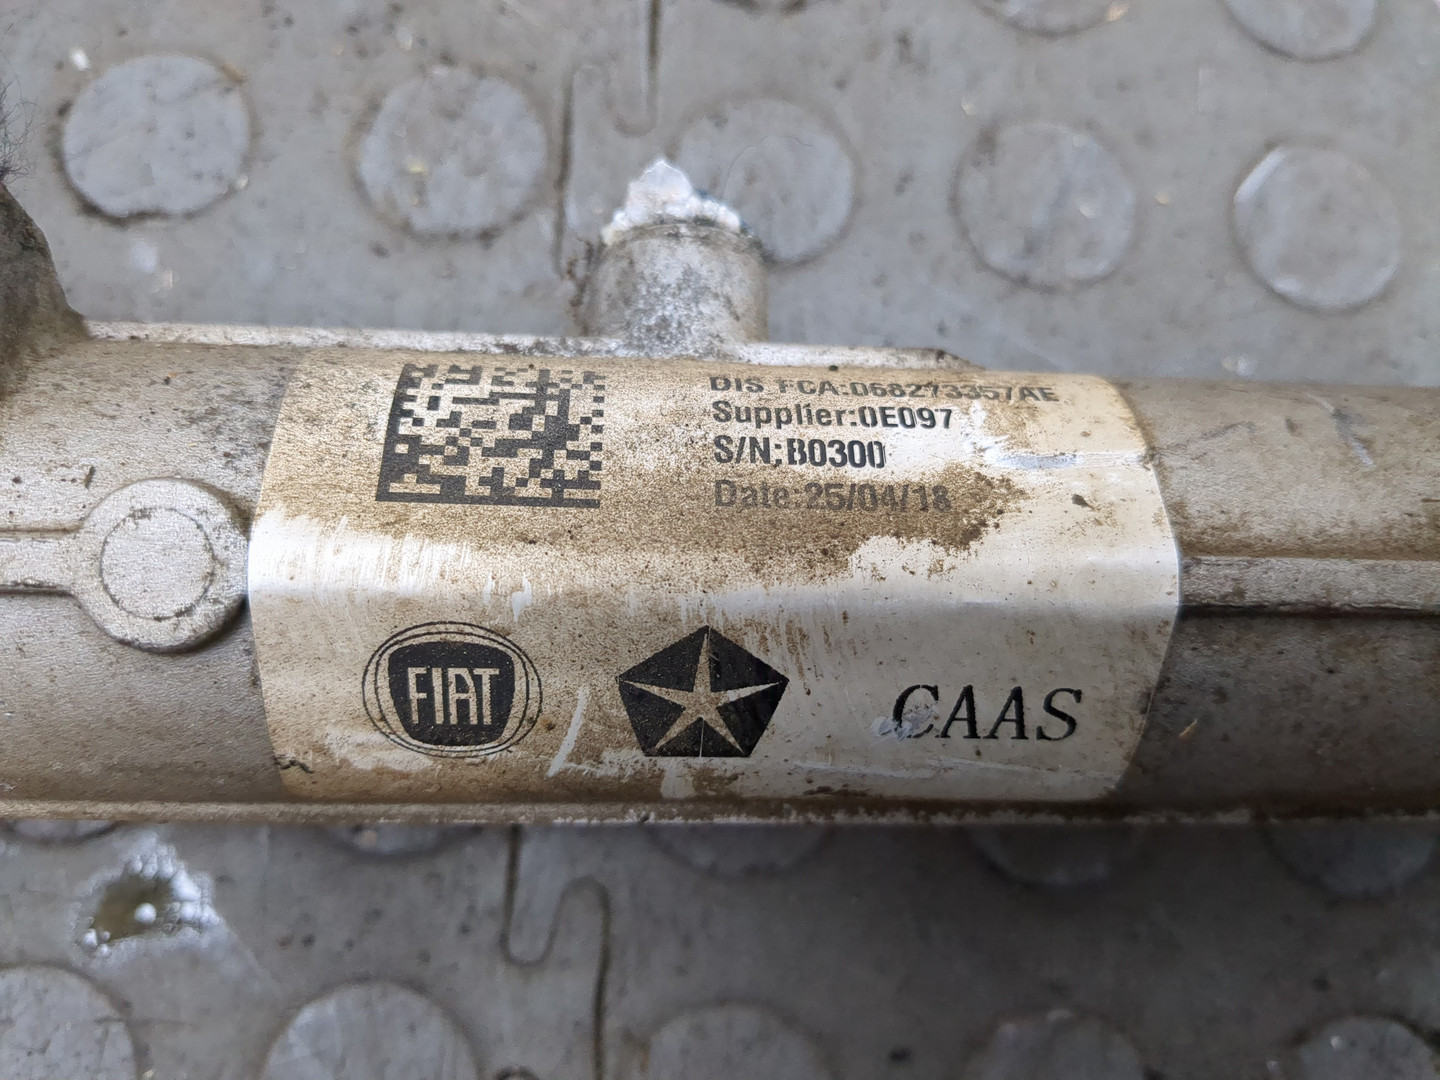 DIS FCA:068273357AE
Supplier:0E097
S/N:B0300
Date:25/04/18
FIAT
CAAS